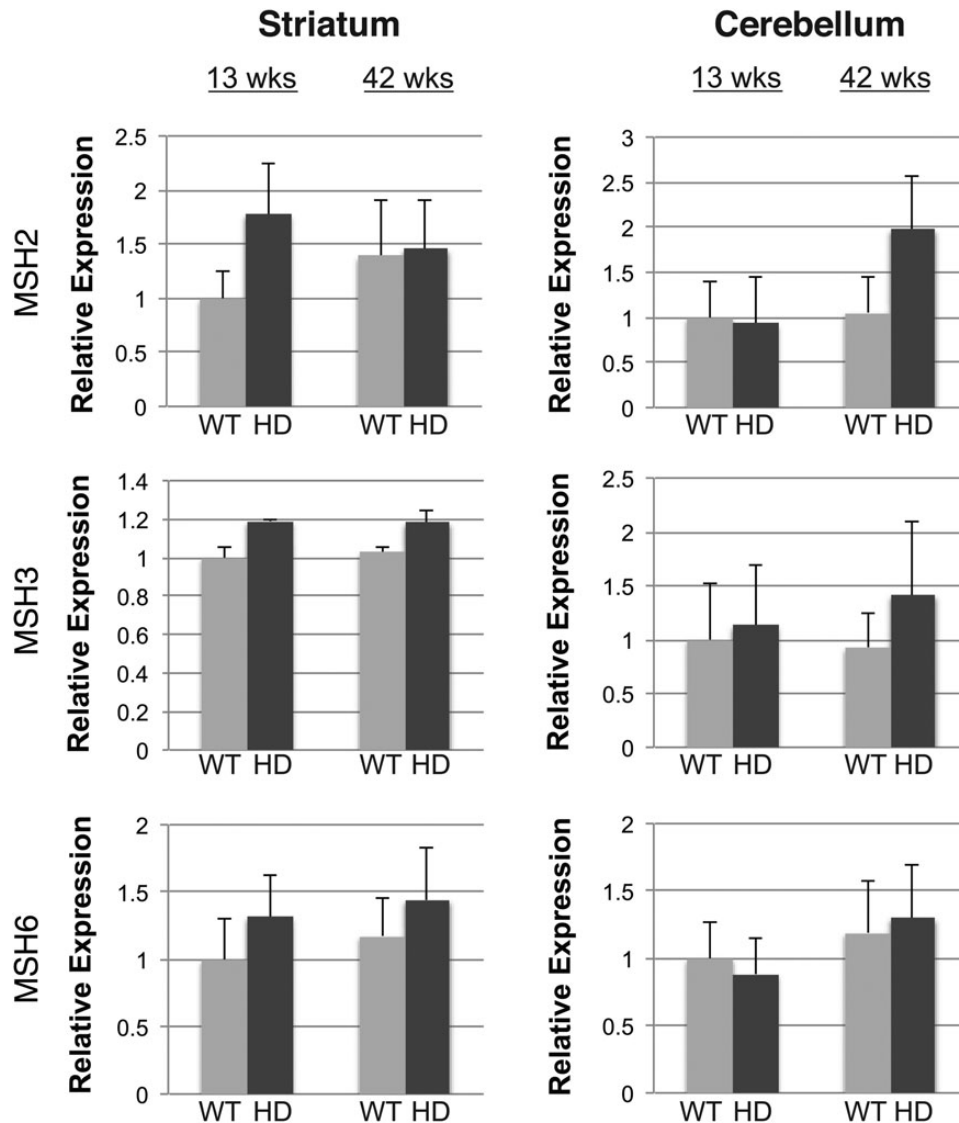 Striatum Cerebellum
13 wks 42 wks 13 wks 42 wks
MSH2
Relative Expression
2.5
2
1.5
1
0.5
0
WT HD WT HD
Relative Expression
3
2.5
2
1.5
1
0.5
0
WT HD WT HD
MSH3
Relative Expression
1.4
1.2
1
0.8
0.6
0.4
0.2
0
WT HD WT HD
Relative Expression
2.5
2
1.5
1
0.5
0
WT HD WT HD
MSH6
Relative Expression
2
1.5
1
0.5
0
WT HD WT HD
Relative Expression
2
1.5
1
0.5
0
WT HD WT HD